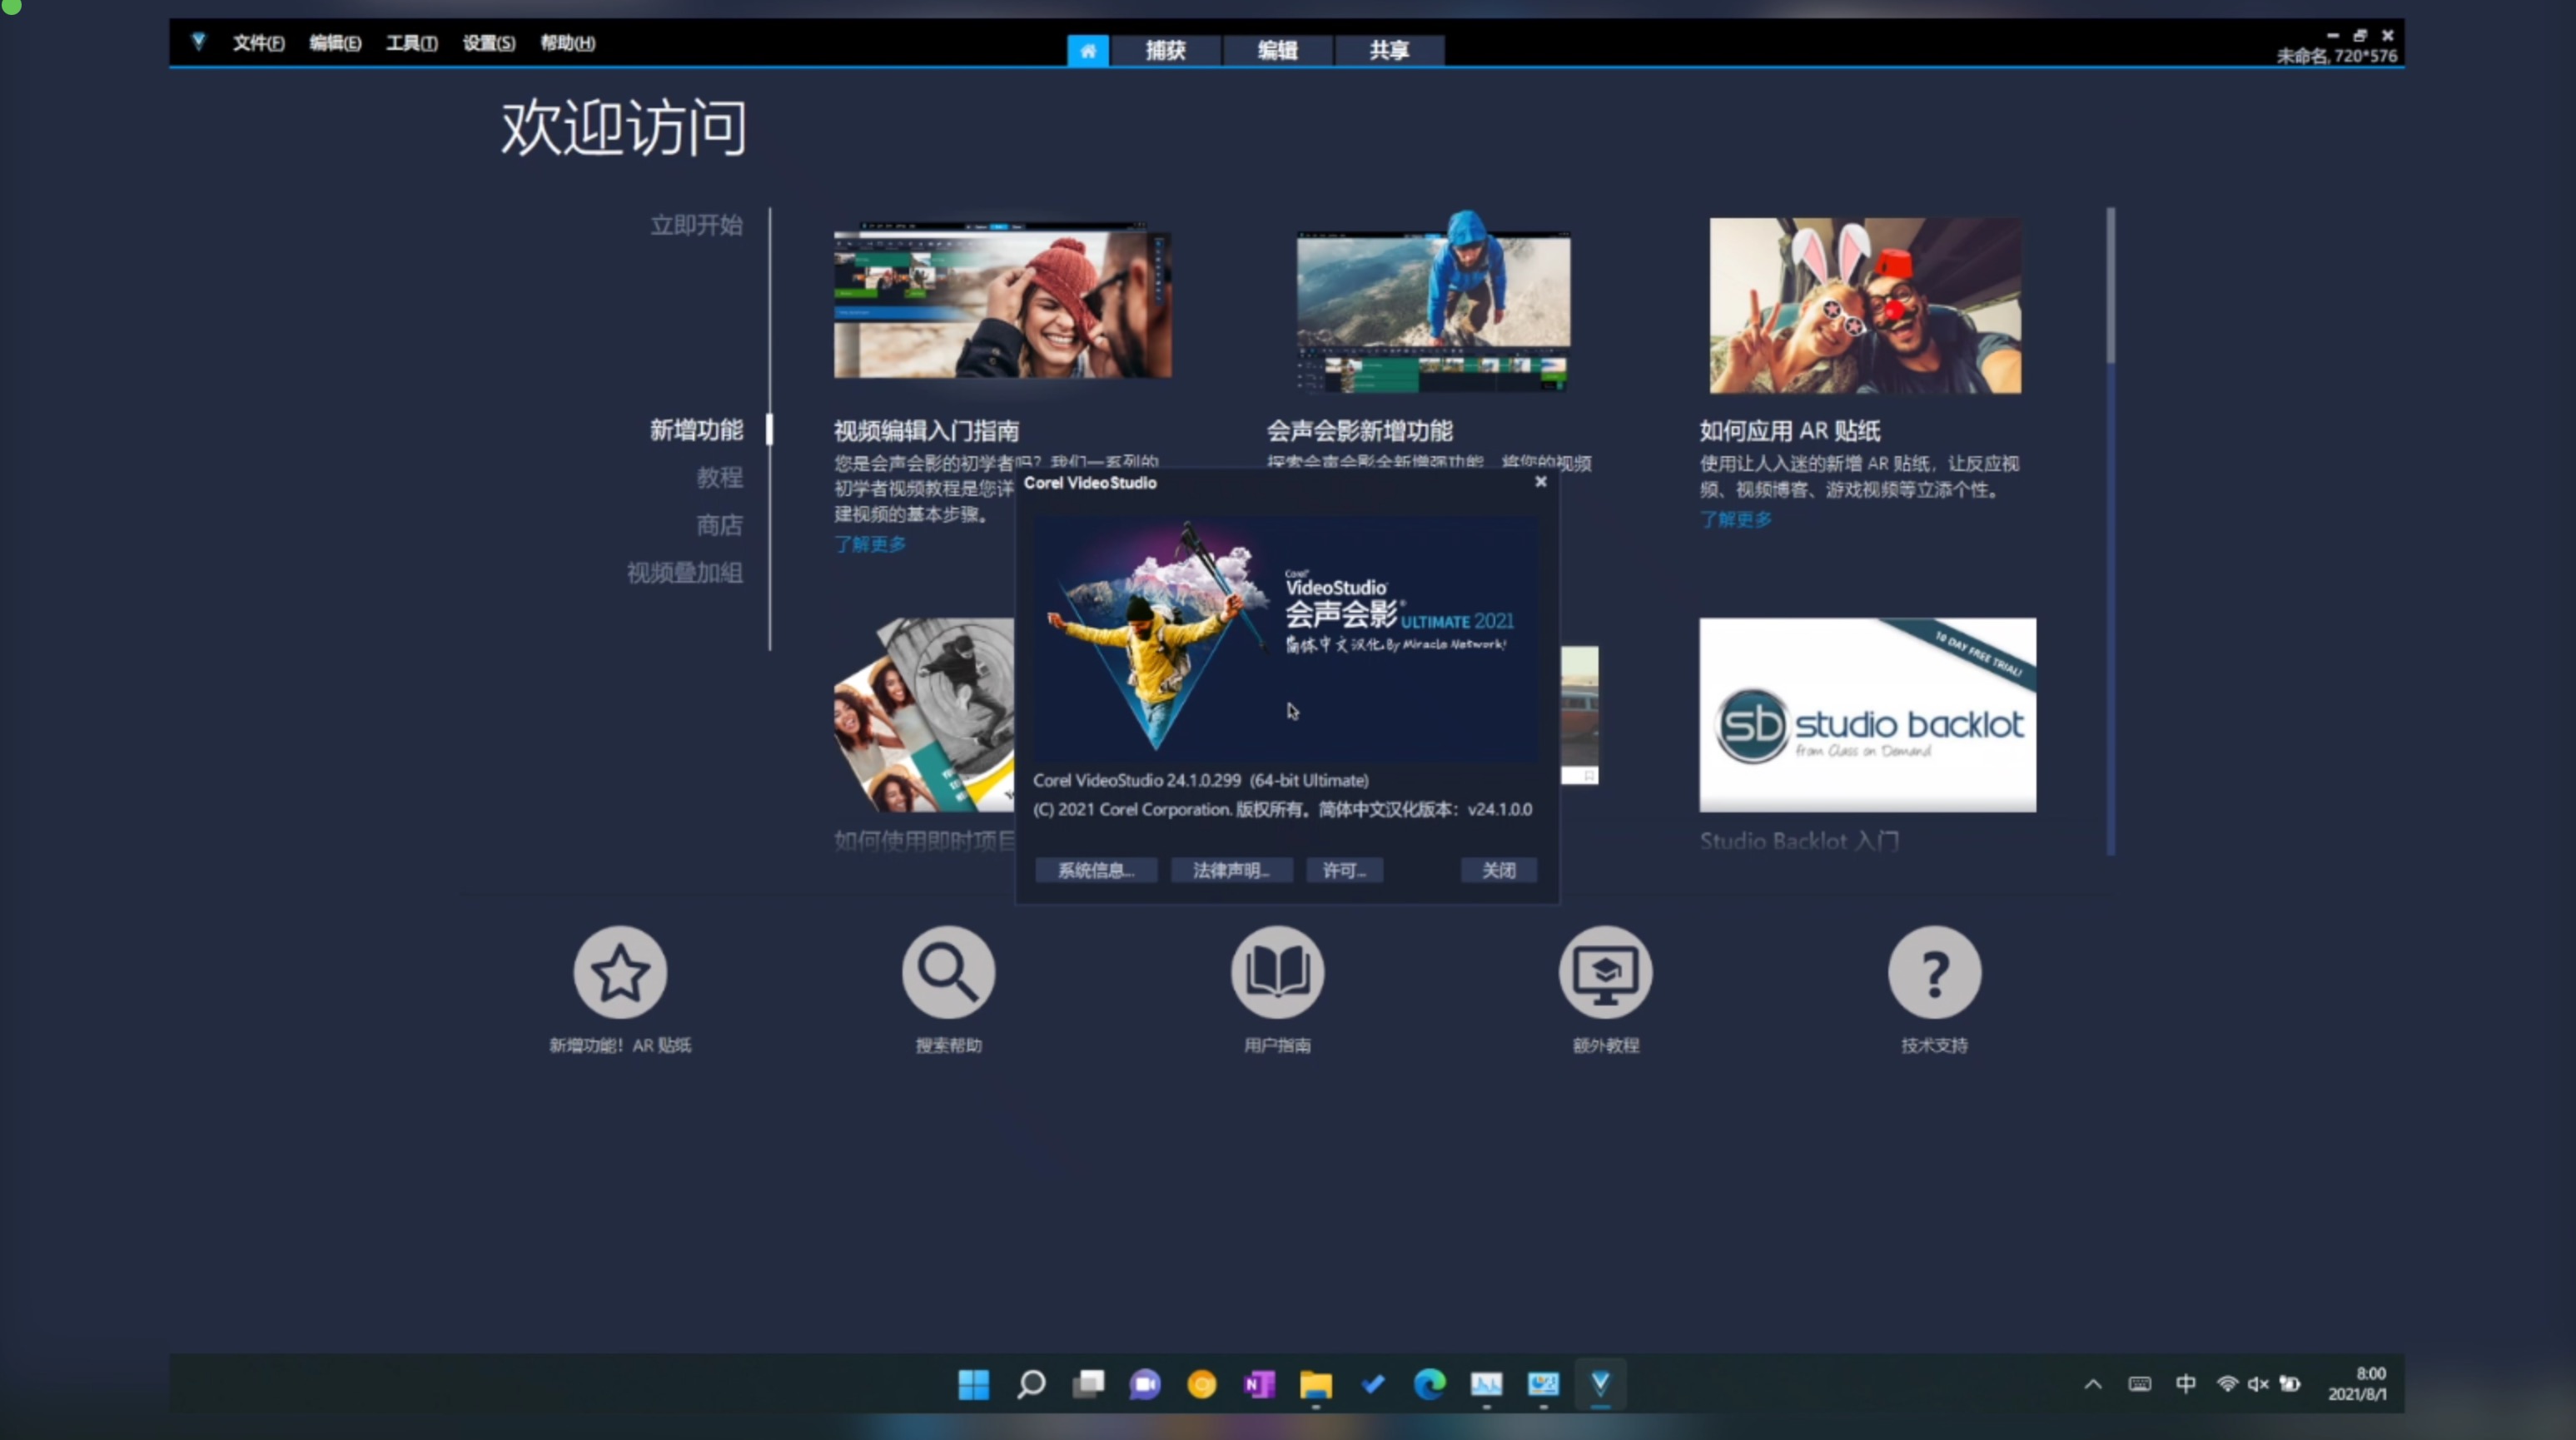 文件(F) 编辑(E) 工具(T) 设置(S) 帮助(H)
捕获 编辑 共享
未命名, 720*576
欢迎访问
立即开始
新增功能
教程
商店
视频叠加组
视频编辑入门指南
您是会声会影的初学者吗？我们一系列的
初学者视频教程是您详
建视频的基本步骤。
了解更多
会声会影新增功能
探索会声会影全新增强功能，将您的视频
如何应用 AR 贴纸
使用让人入迷的新增 AR 贴纸，让反应视
频、视频博客、游戏视频等立添个性。
了解更多
Corel VideoStudio
Corel
VideoStudio
会声会影 ULTIMATE 2021
简体中文汉化 By Miracle Network!
Corel VideoStudio 24.1.0.299 (64-bit Ultimate)
(C) 2021 Corel Corporation. 版权所有。简体中文汉化版本：v24.1.0.0
系统信息... 法律声明... 许可... 关闭
如何使用即时项目
10 DAY FREE TRIAL!
sb studio backlot
from Class on Demand
Studio Backlot 入门
新增功能！AR 贴纸
搜索帮助
用户指南
额外教程
技术支持
中
8:00
2021/8/1